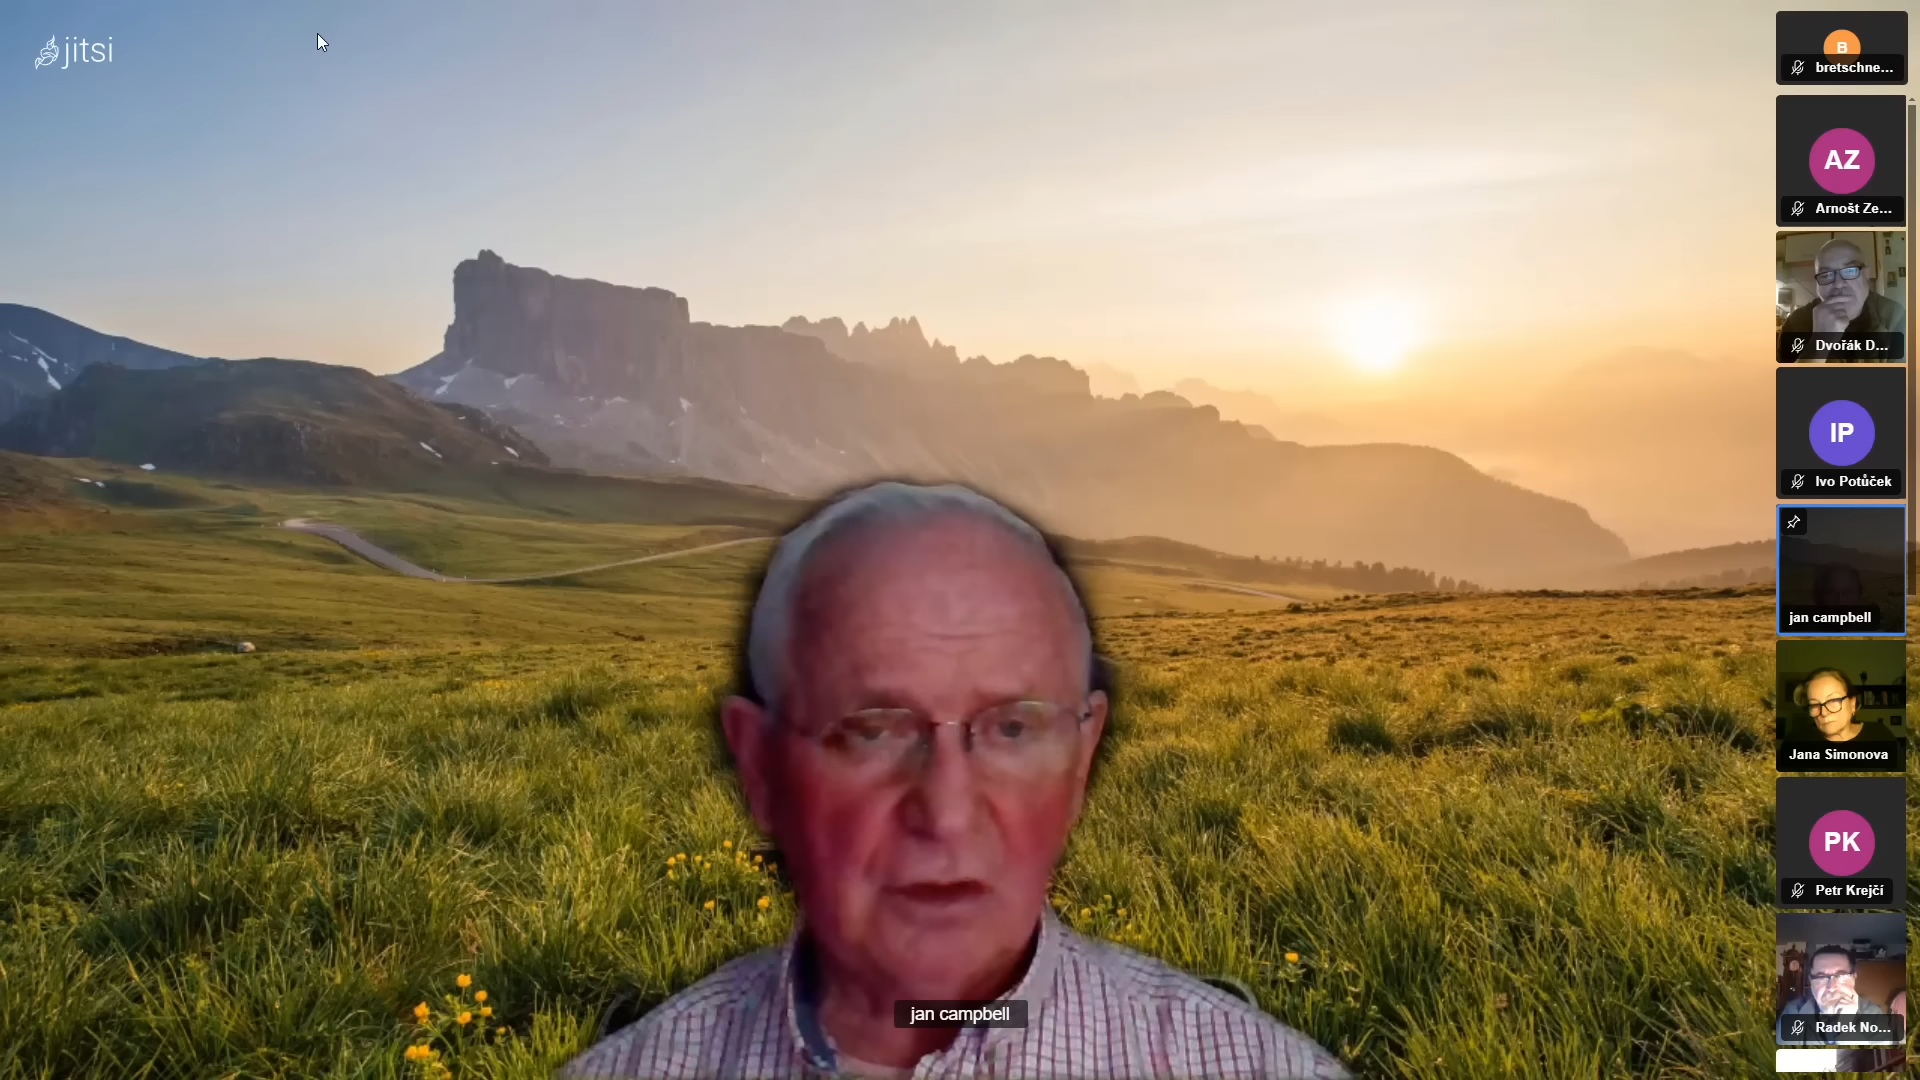 jitsi
B
bretschne...
AZ
Arnošt Ze...
Dvořák D...
IP
Ivo Potůček
jan campbell
Jana Simonova
PK
Petr Krejčí
Radek No...
jan campbell